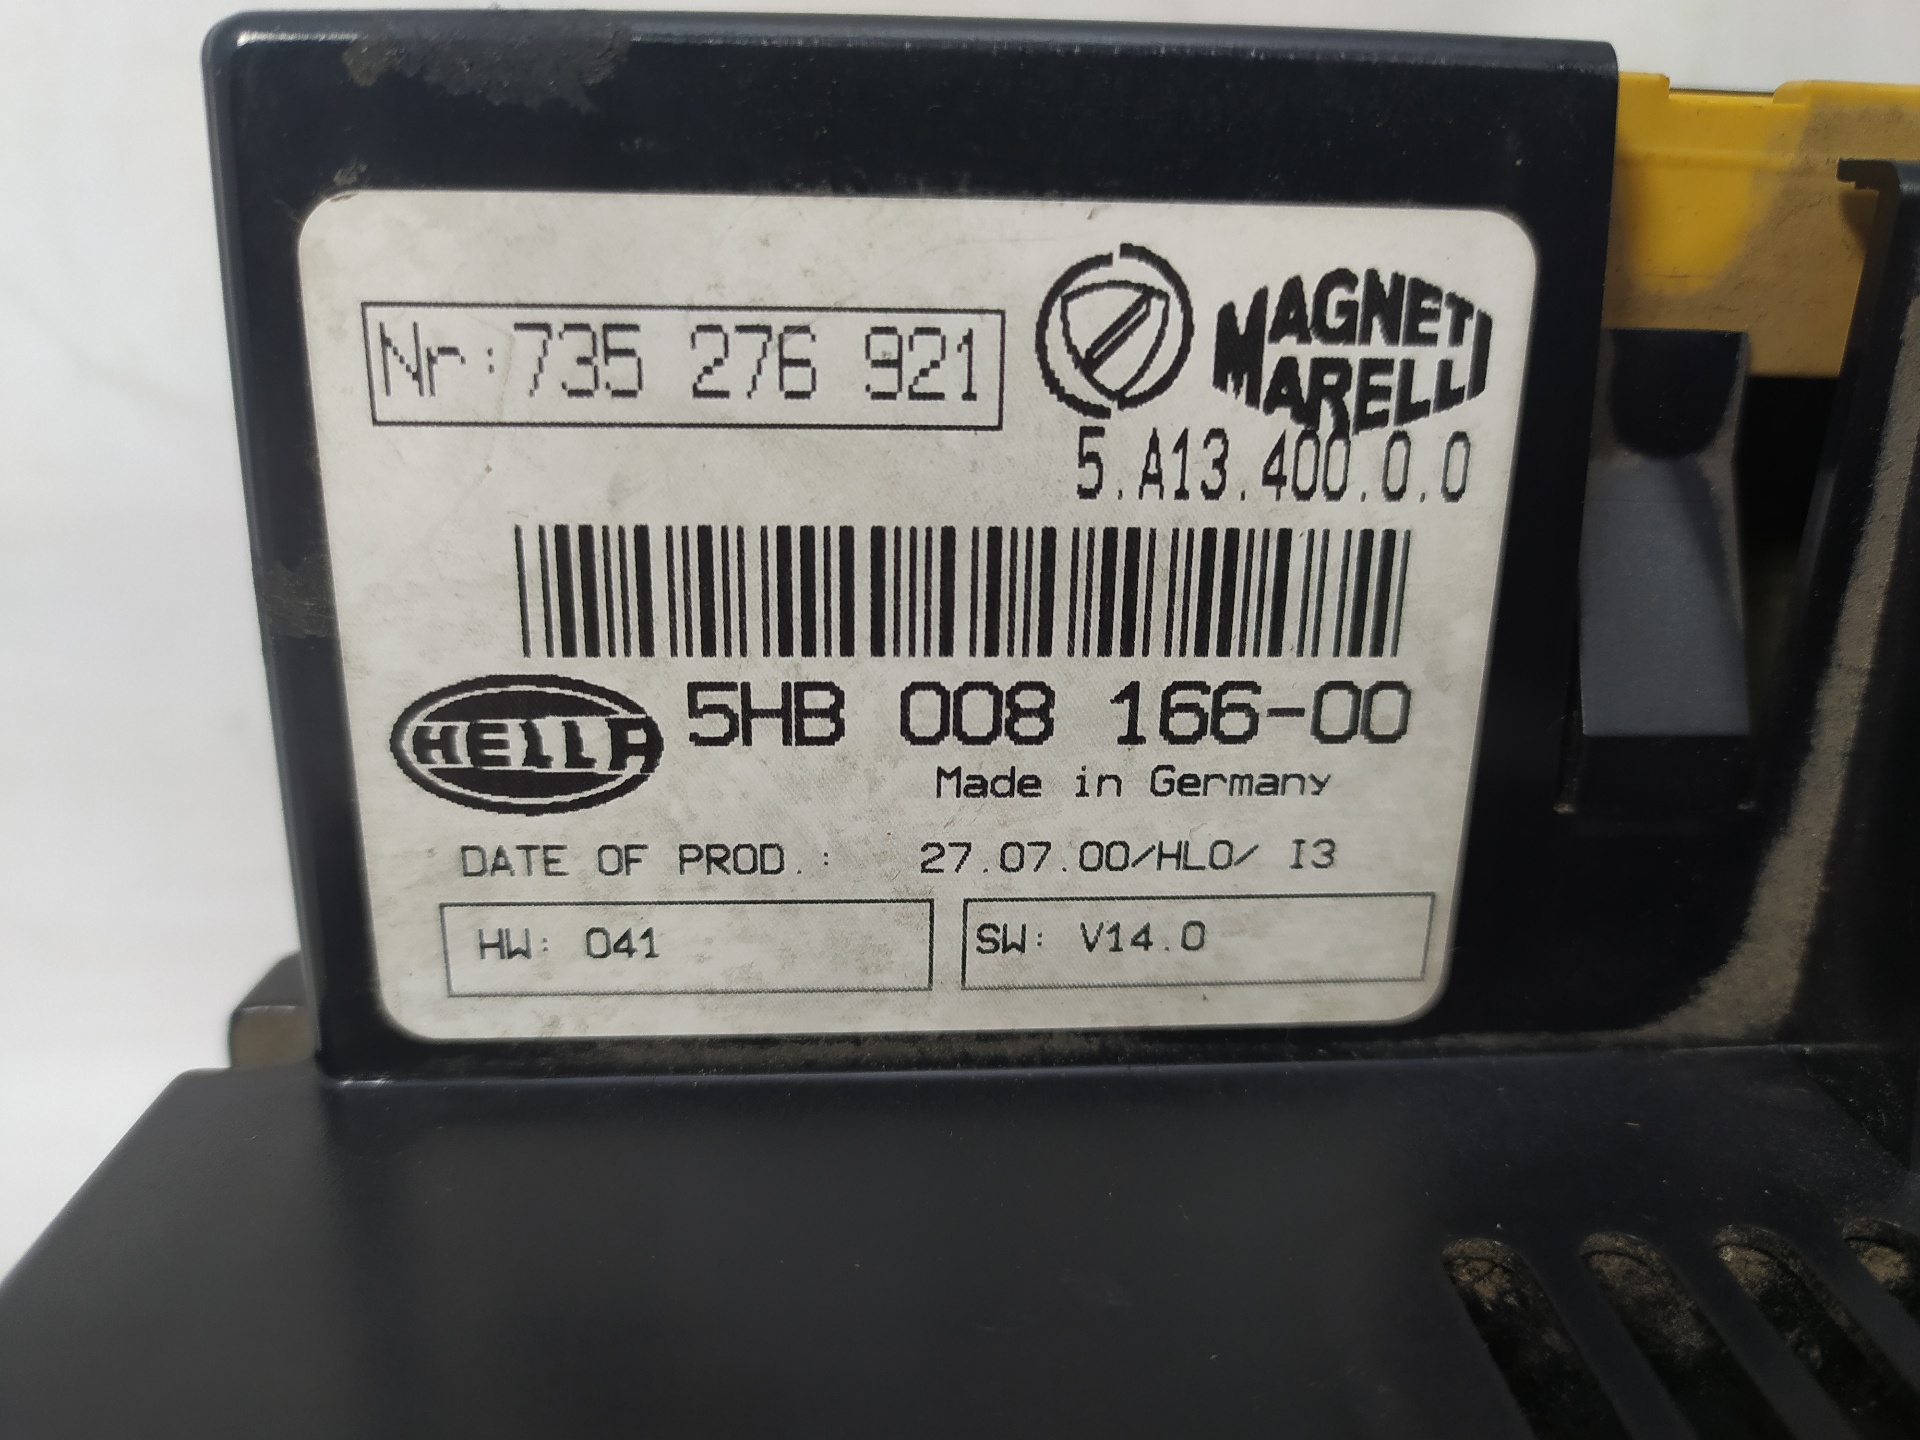 Nr:735 276 921
MAGNETI
MARELLI
5.A13.400.0.0
HELLA
5HB 008 166-00
Made in Germany
DATE OF PROD.: 27.07.00/HLO/ I3
HW: 041
SW: V14.0